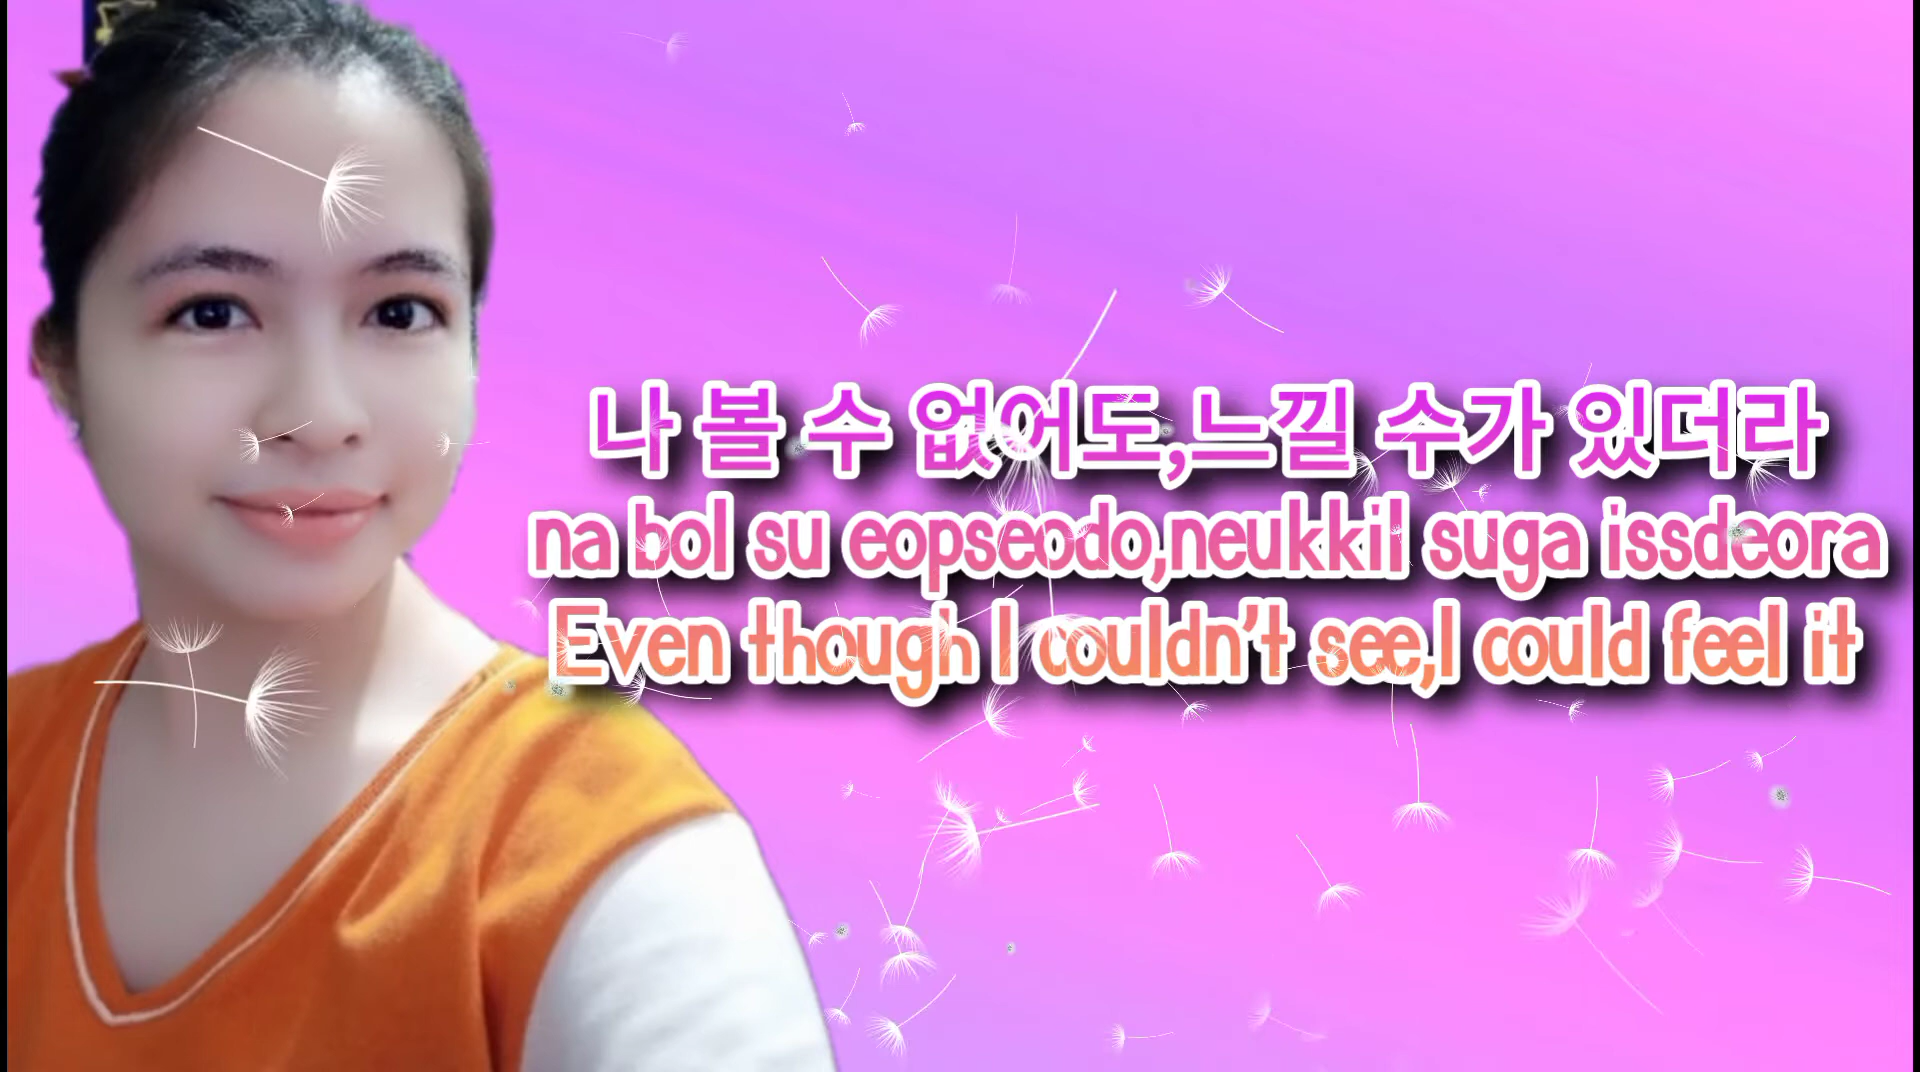 나 볼 수 없어도,느낄 수가 있더라
na bol su eopseodo,neukkil suga issdeora
Even though I couldn't see,I could feel it